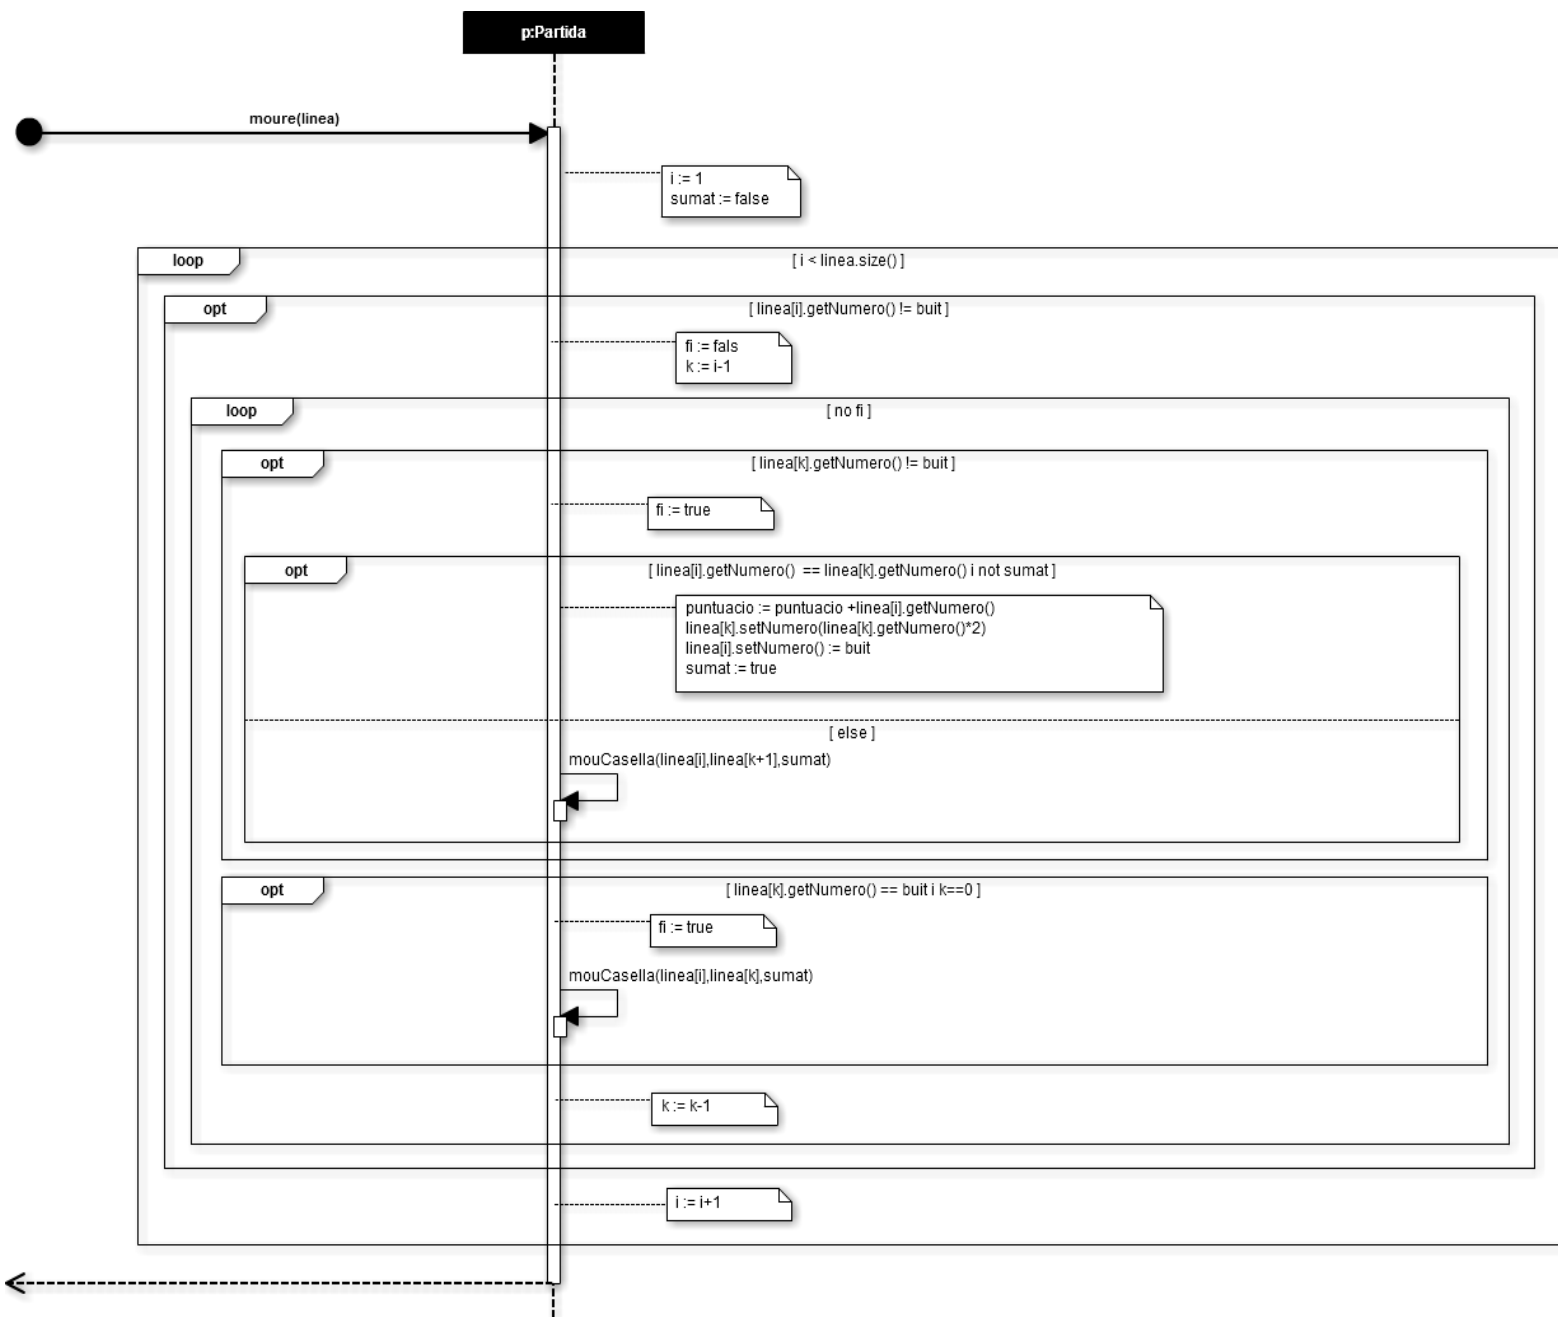 p:Partida
moure(linea)
i := 1
sumat := false
loop
[ i < linea.size() ]
opt
[ linea[i].getNumero() != buit ]
fi := fals
k := i-1
loop
[ no fi ]
opt
[ linea[k].getNumero() != buit ]
fi := true
opt
[ linea[i].getNumero()  == linea[k].getNumero() i not sumat ]
puntuacio := puntuacio +linea[i].getNumero()
linea[k].setNumero(linea[k].getNumero()*2)
linea[i].setNumero() := buit
sumat := true
[ else ]
mouCasella(linea[i],linea[k+1],sumat)
opt
[ linea[k].getNumero() == buit i k==0 ]
fi := true
mouCasella(linea[i],linea[k],sumat)
k := k-1
i := i+1